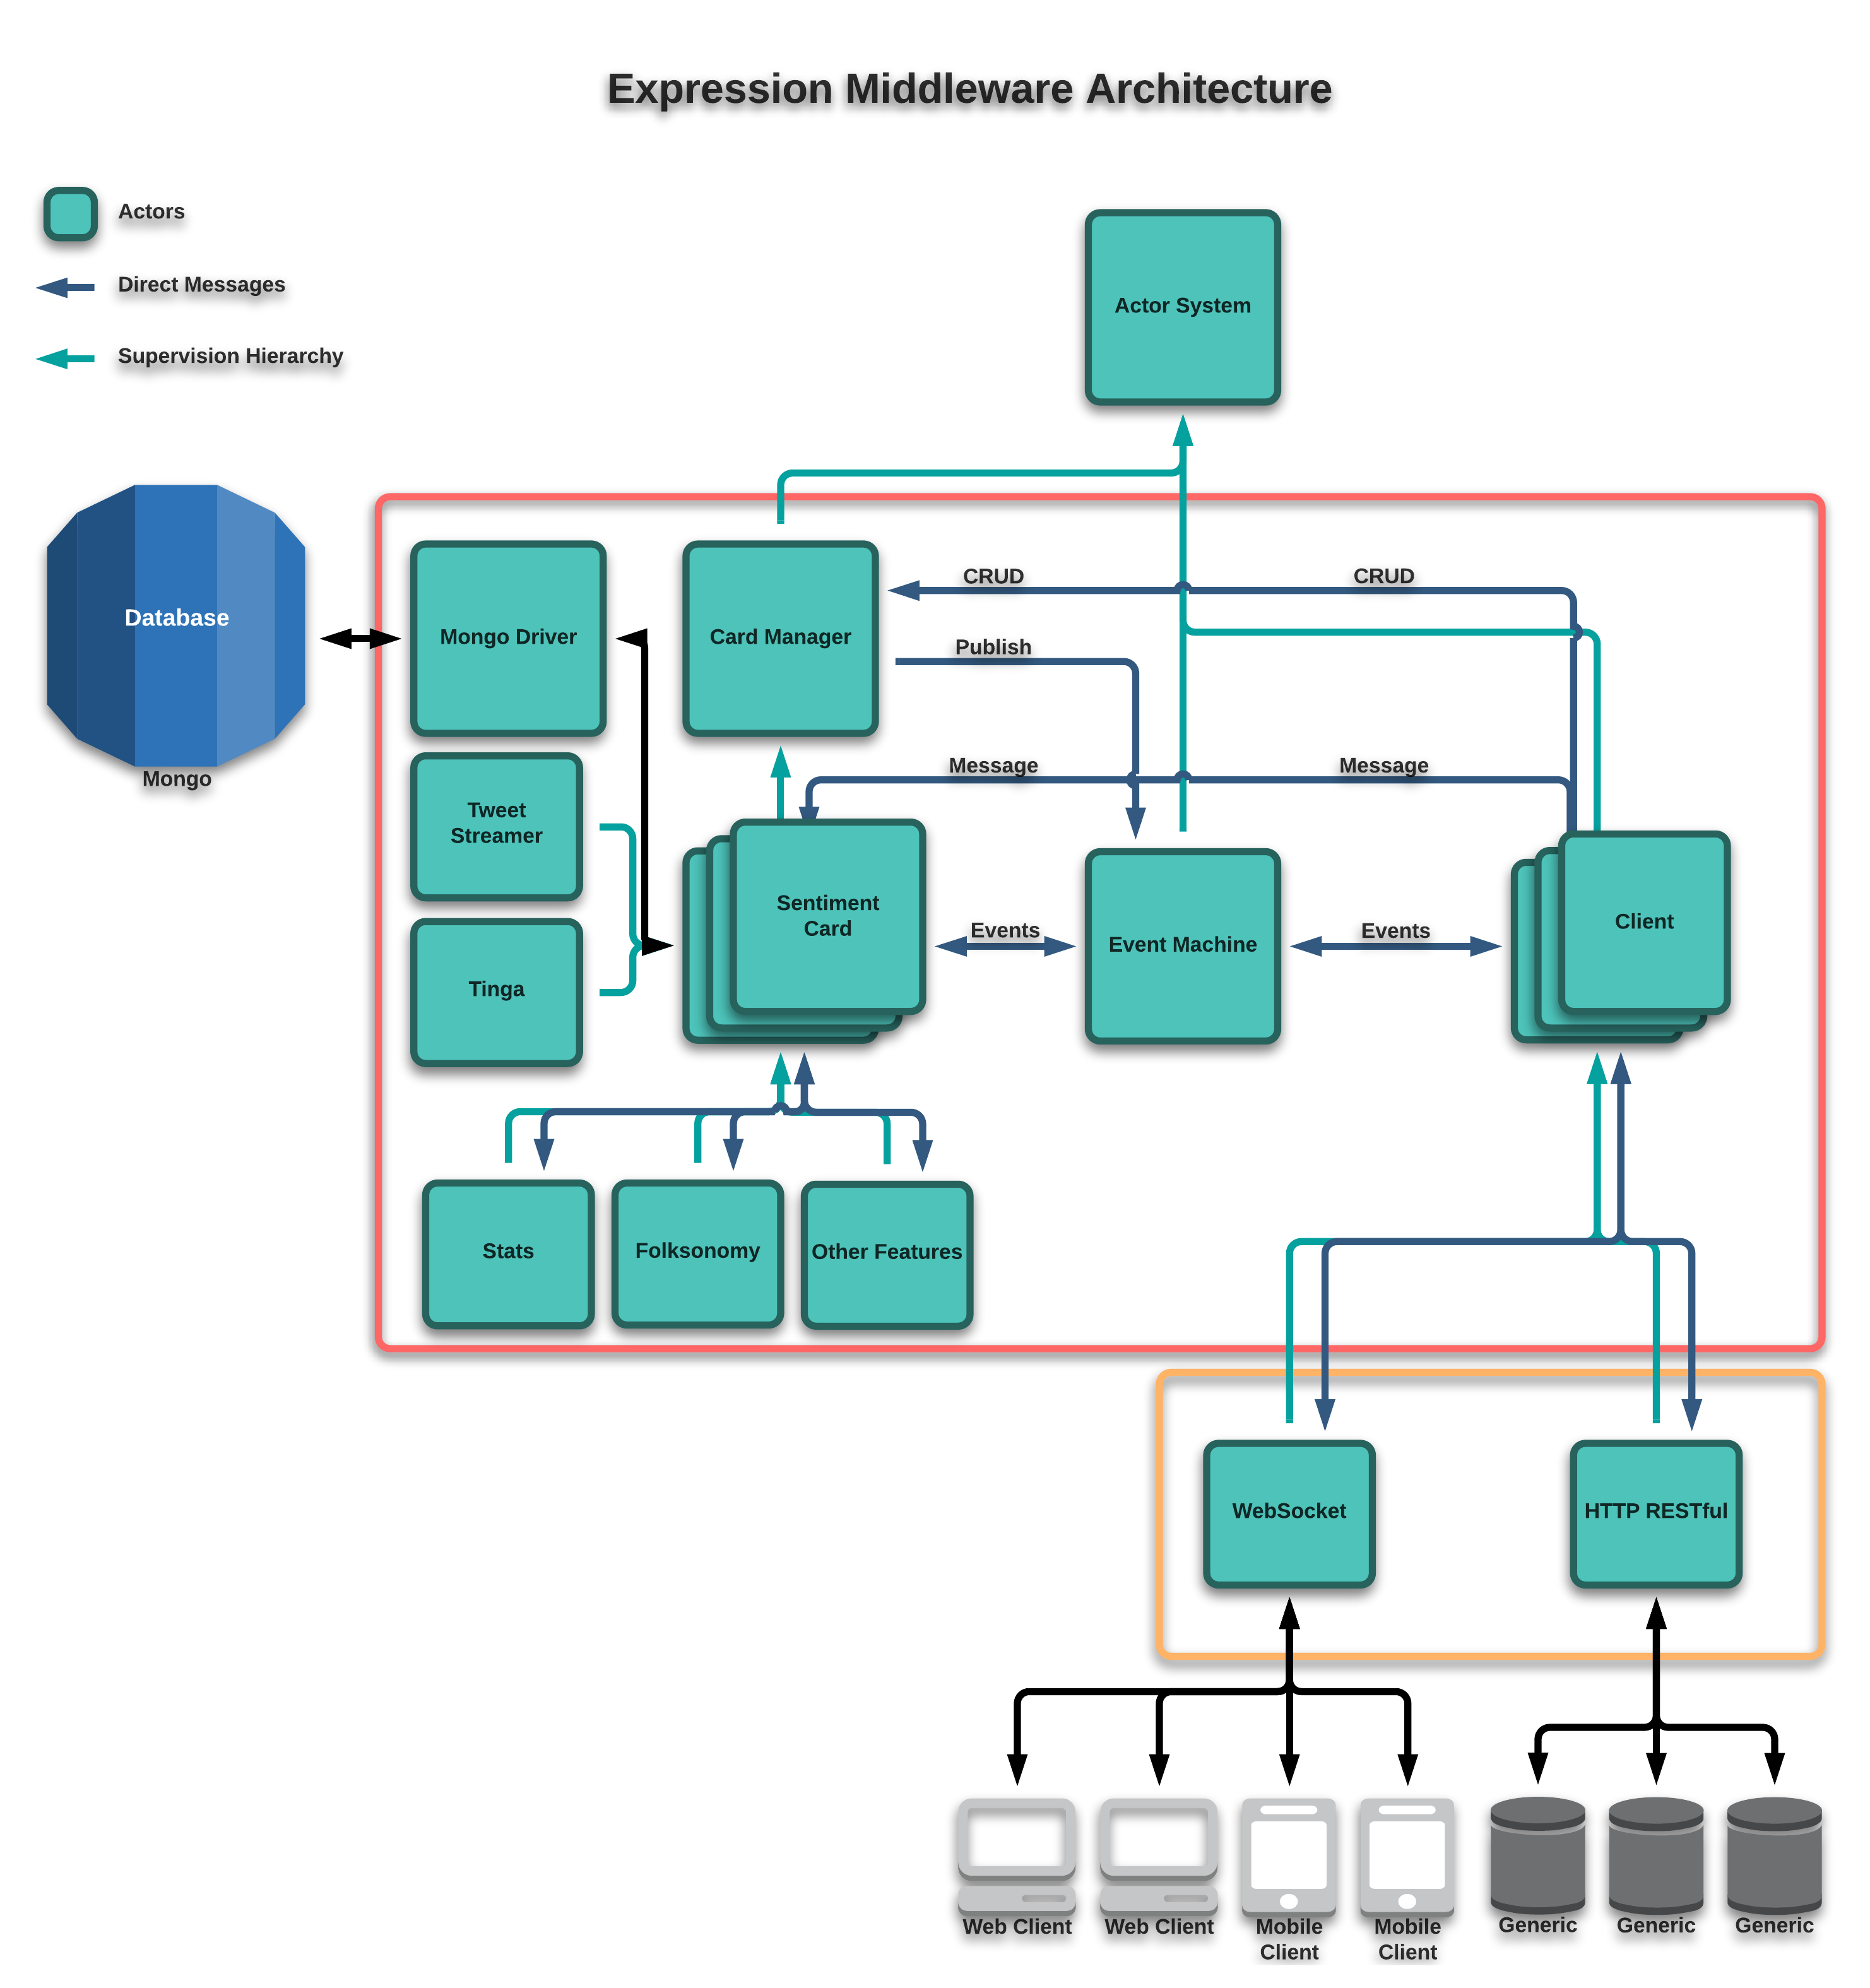 Expression Middleware Architecture
Actors
Direct Messages
Supervision Hierarchy
Actor System
Database
Mongo
Mongo Driver
Card Manager
CRUD
CRUD
Publish
Message
Message
Tweet
Streamer
Tinga
Sentiment
Card
Events
Event Machine
Events
Client
Stats
Folksonomy
Other Features
WebSocket
HTTP RESTful
Web Client
Web Client
Mobile
Client
Mobile
Client
Generic
Generic
Generic